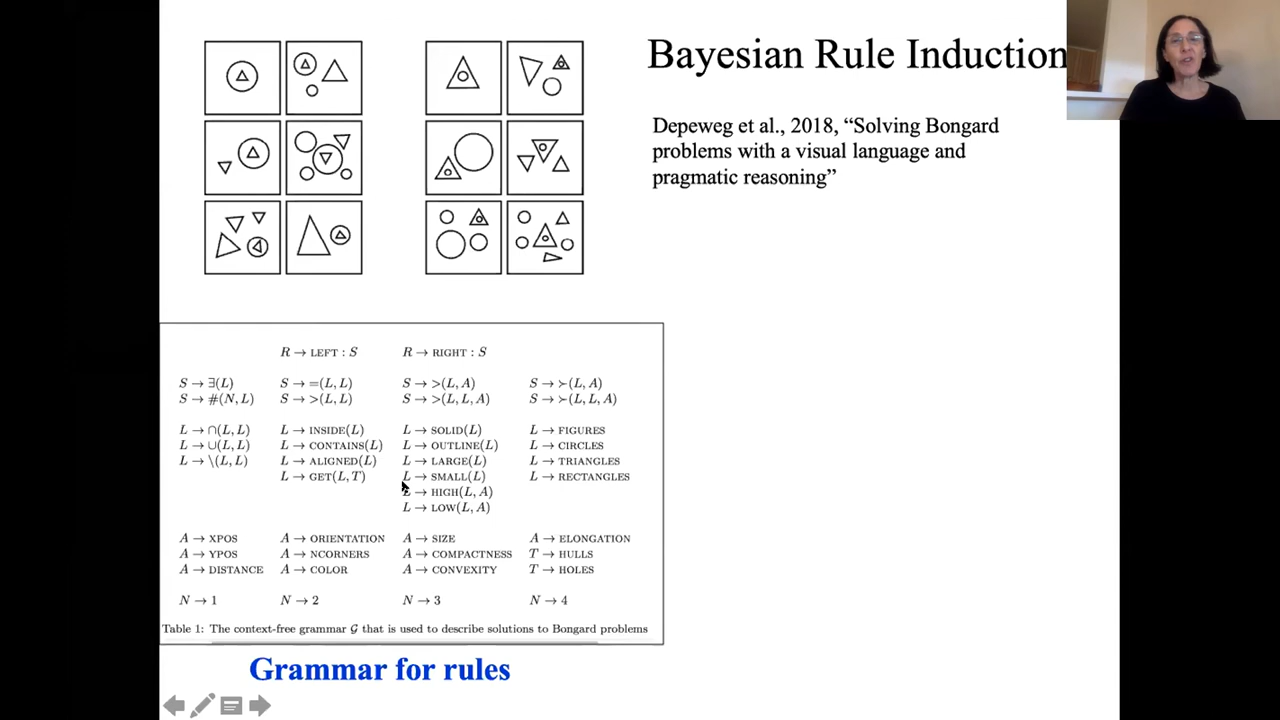 Bayesian Rule Induction
Depeweg et al., 2018, “Solving Bongard
problems with a visual language and
pragmatic reasoning”
R → LEFT : S R → RIGHT : S
S → ∃(L) S → =(L, L) S → >(L, A) S → ≻(L, A)
S → #(N, L) S → >(L, L) S → >(L, L, A) S → ≻(L, L, A)
L → ∩(L, L) L → INSIDE(L) L → SOLID(L) L → FIGURES
L → ∪(L, L) L → CONTAINS(L) L → OUTLINE(L) L → CIRCLES
L → \(L, L) L → ALIGNED(L) L → LARGE(L) L → TRIANGLES
L → GET(L, T) L → SMALL(L) L → RECTANGLES
L → HIGH(L, A)
L → LOW(L, A)
A → XPOS A → ORIENTATION A → SIZE A → ELONGATION
A → YPOS A → NCORNERS A → COMPACTNESS T → HULLS
A → DISTANCE A → COLOR A → CONVEXITY T → HOLES
N → 1 N → 2 N → 3 N → 4
Table 1: The context-free grammar 𝒢 that is used to describe solutions to Bongard problems
Grammar for rules